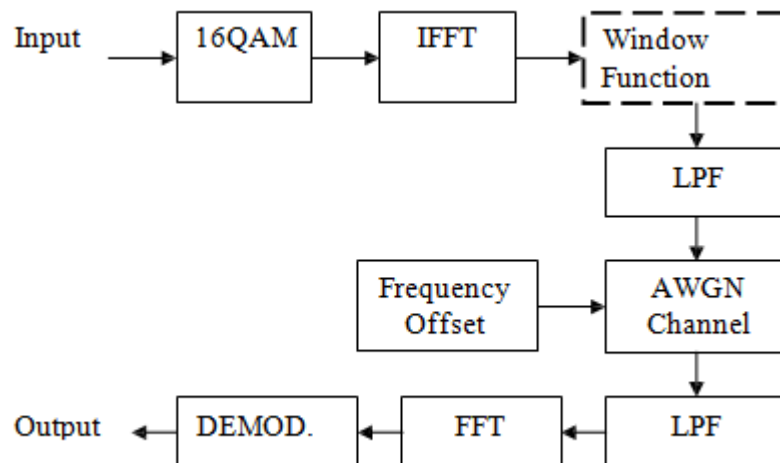 Input
16QAM
IFFT
Window
Function
LPF
Frequency
Offset
AWGN
Channel
Output
DEMOD.
FFT
LPF